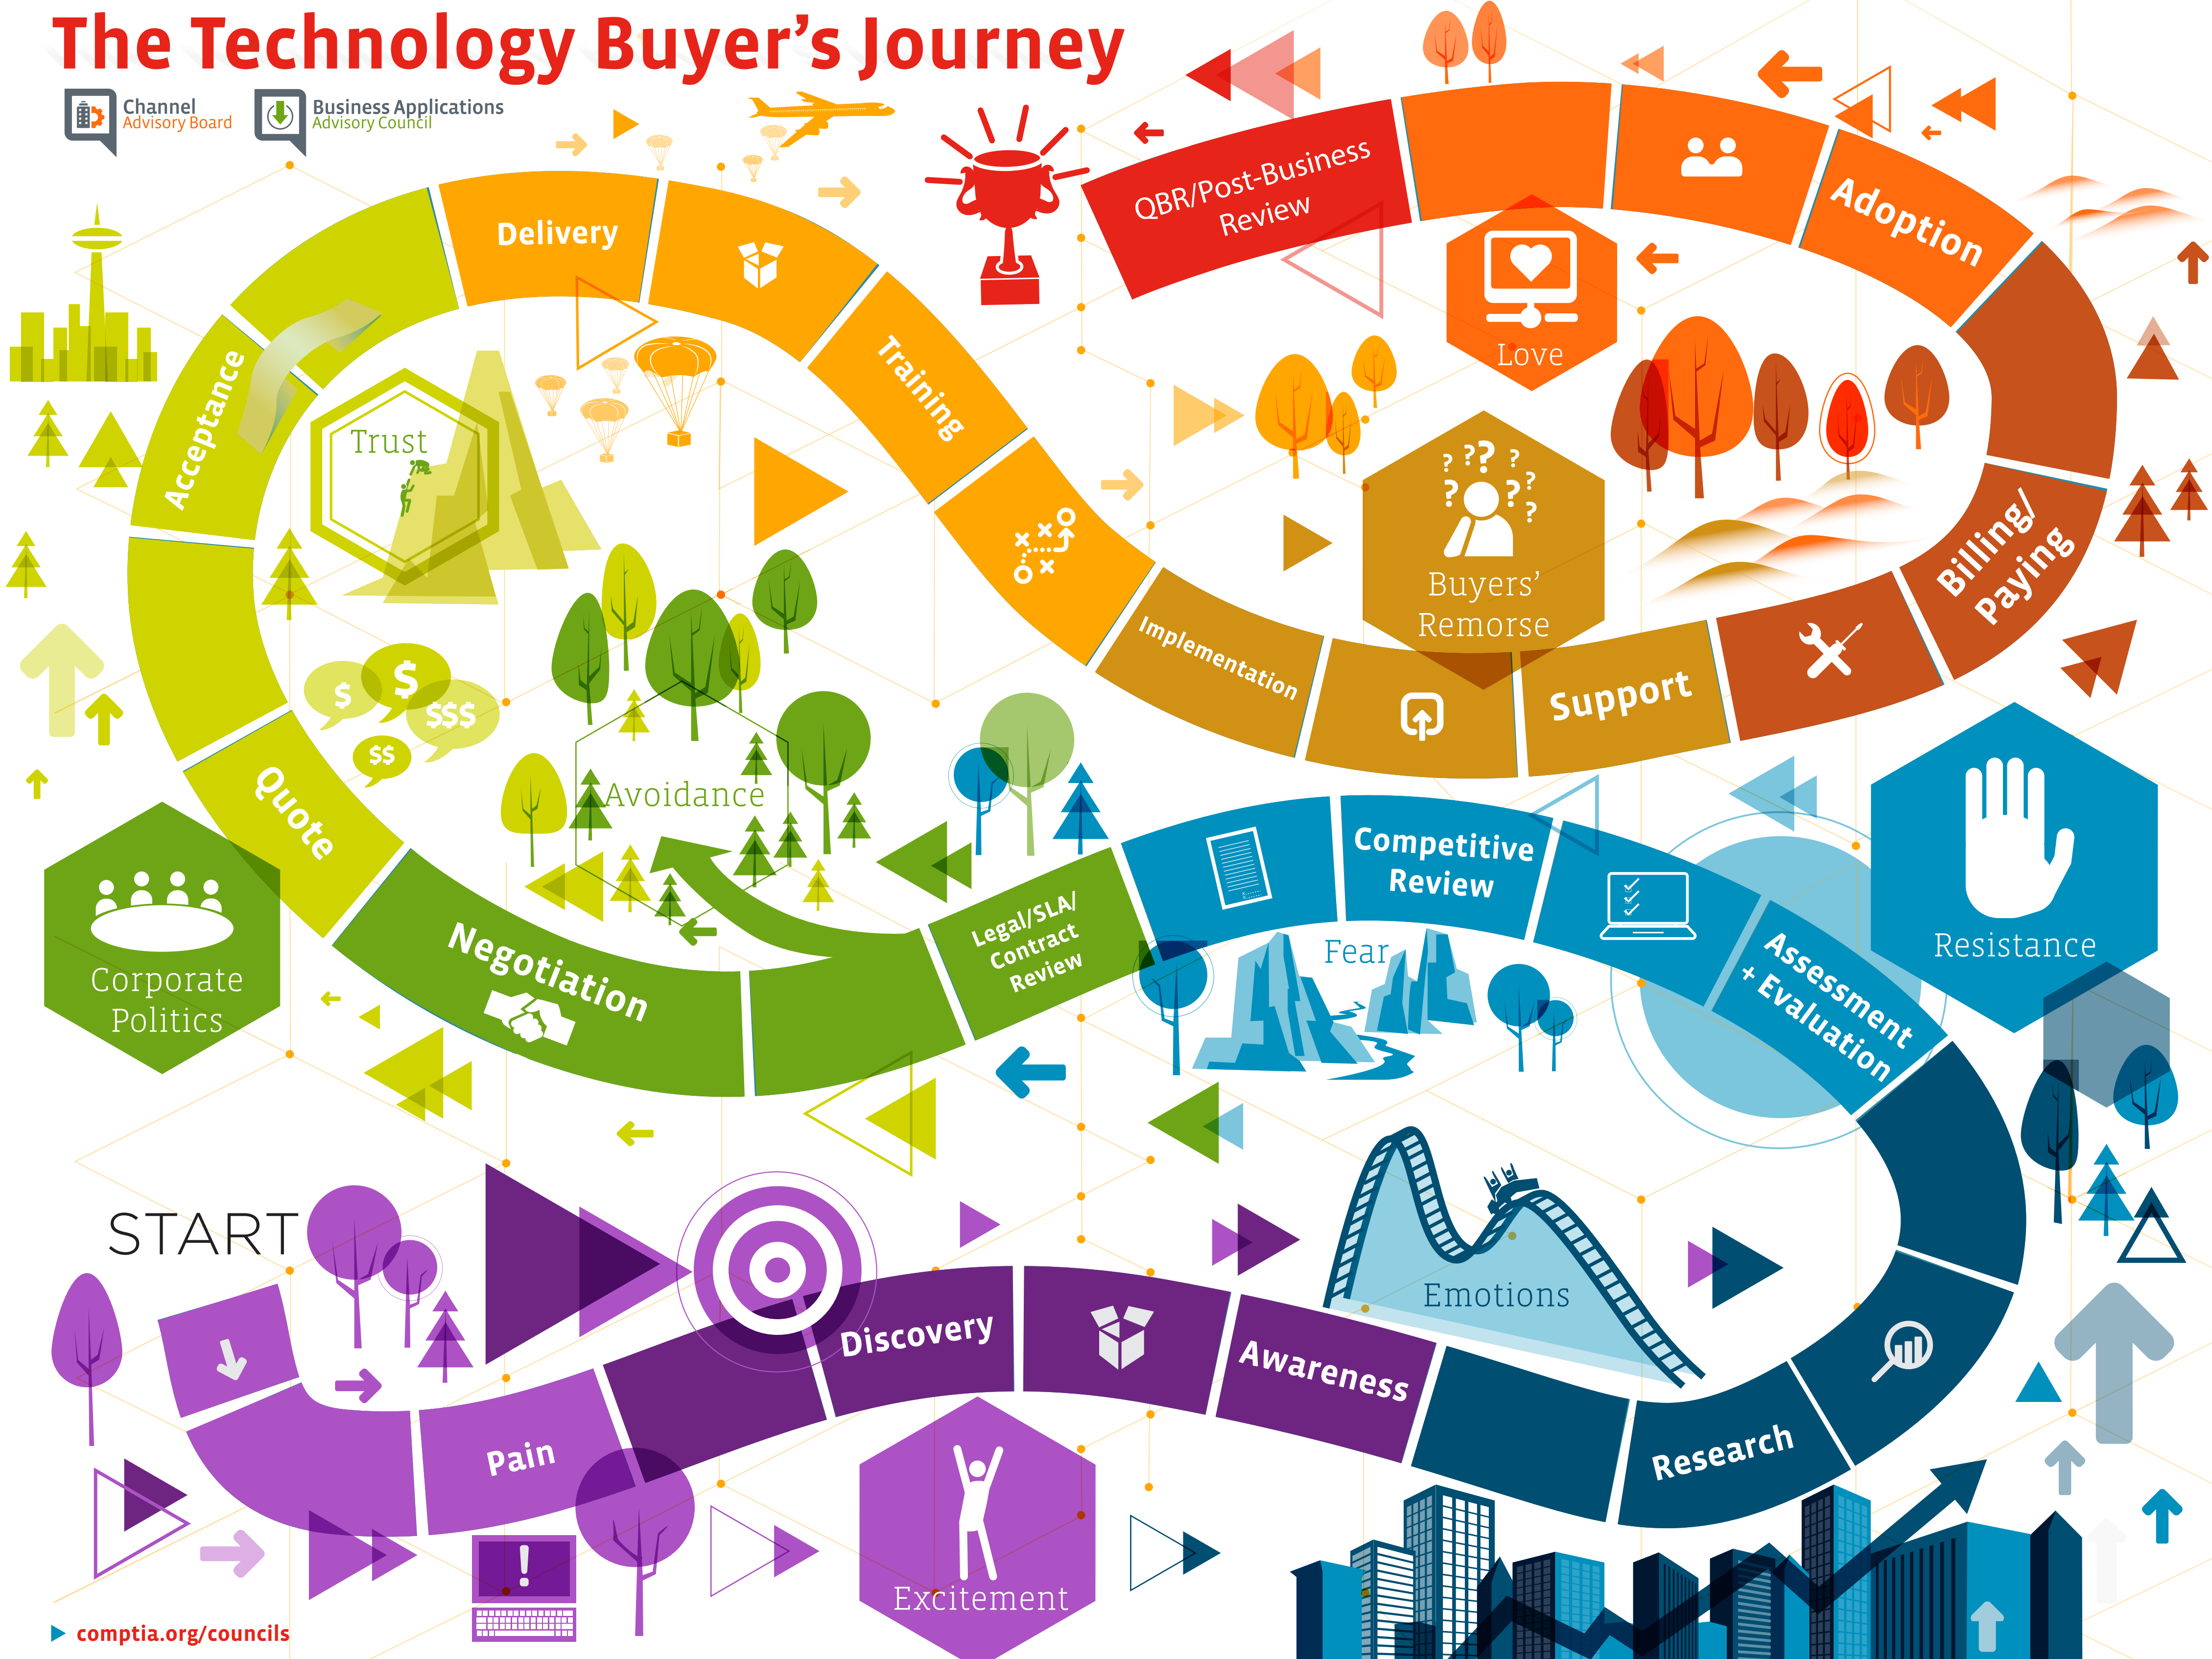 The Technology Buyer's Journey
Channel
Advisory Board
Business Applications
Advisory Council
START
Pain
Discovery
Awareness
Excitement
Emotions
Research
Assessment
+ Evaluation
Resistance
Competitive
Review
Fear
Legal/SLA/
Contract
Review
Avoidance
Negotiation
Corporate
Politics
Quote
$
$
$$$
$$
Acceptance
Trust
Delivery
Training
Implementation
Buyers'
Remorse
? ?? ?
? ?? ?
?
Support
Billing/
Paying
Adoption
Love
QBR/Post-Business
Review
!
comptia.org/councils